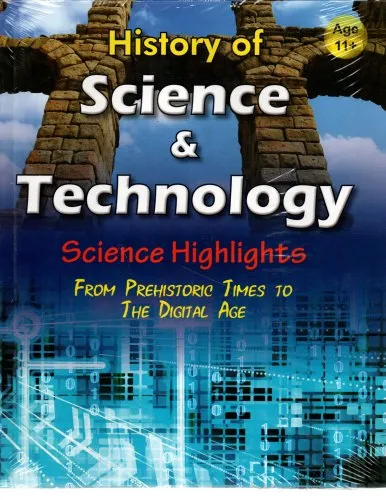 History of
Age
11+
Science
&
Technology
Science Highlights
From Prehistoric Times to
The Digital Age